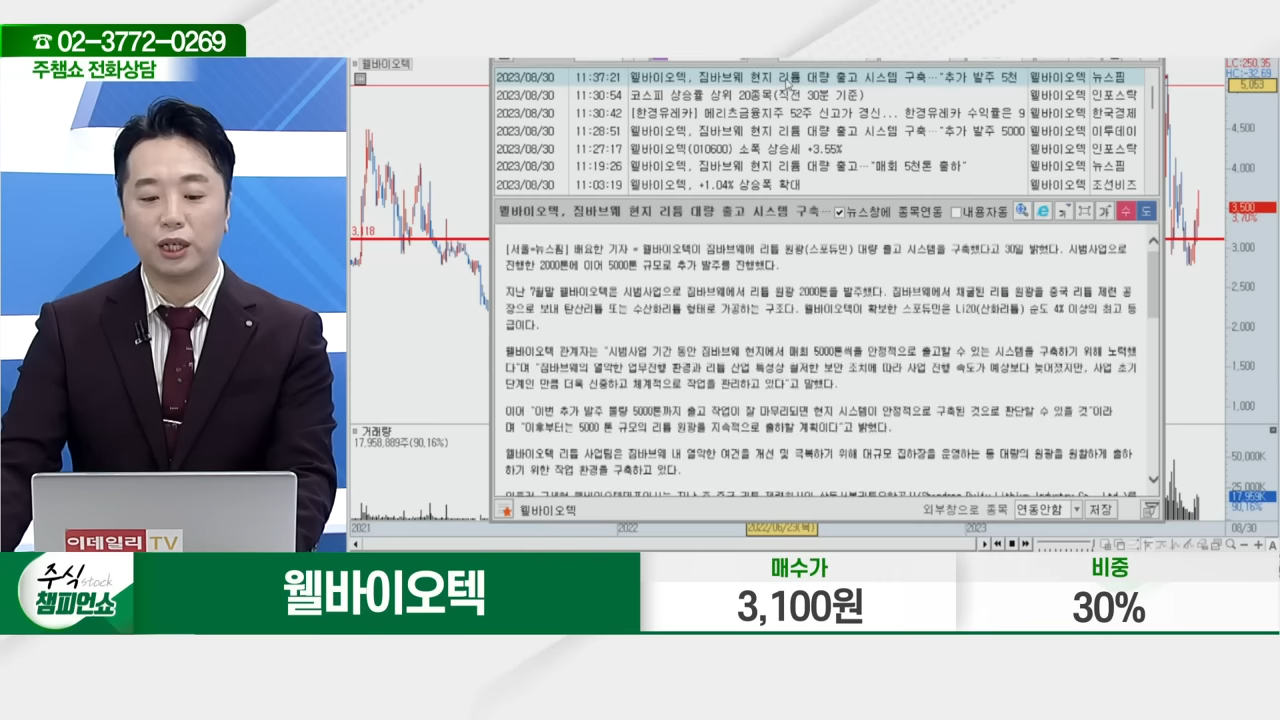 ☎ 02-3772-0269
주챔쇼 전화상담
웰바이오텍
2023/08/30 11:37:21 웰바이오텍, 짐바브웨 현지 리튬 대량 출고 시스템 구축…"추가 발주 5천 웰바이오텍 뉴스핌
2023/08/30 11:30:54 코스피 상승률 상위 20종목(직전 30분 기준) 웰바이오텍 인포스탁
2023/08/30 11:30:42 [한경유레카] 메리츠금융지주 52주 신고가 경신... 한경유레카 수익률은 9 웰바이오텍 한국경제
2023/08/30 11:28:51 웰바이오텍, 짐바브웨 현지 리튬 대량 출고 시스템 구축…"추가 발주 5000 웰바이오텍 이투데이
2023/08/30 11:27:17 웰바이오텍(010600) 소폭 상승세 +3.55% 웰바이오텍 인포스탁
2023/08/30 11:19:26 웰바이오텍, 짐바브웨 현지 리튬 대량 출고…"매회 5천톤 출하" 웰바이오텍 뉴스핌
2023/08/30 11:03:19 웰바이오텍, +1.04% 상승폭 확대 웰바이오텍 조선비즈
웰바이오텍, 짐바브웨 현지 리튬 대량 출고 시스템 구축… 뉴스창에 종목연동 내용자동 가 가 수 도
[서울=뉴스핌] 배요한 기자 = 웰바이오텍이 짐바브웨에 리튬 원광(스포듀민) 대량 출고 시스템을 구축했다고 30일 밝혔다. 시범사업으로
진행한 2000톤에 이어 5000톤 규모로 추가 발주를 진행했다.
지난 7월말 웰바이오텍은 시범사업으로 짐바브웨에서 리튬 원광 2000톤을 발주했다. 짐바브웨에서 채굴된 리튬 원광을 중국 리튬 제련 공
장으로 보내 탄산리튬 또는 수산화리튬 형태로 가공하는 구조다. 웰바이오텍이 확보한 스포듀민은 Li20(산화리튬) 순도 4% 이상의 최고 등
급이다.
웰바이오텍 관계자는 "시범사업 기간 동안 짐바브웨 현지에서 매회 5000톤씩을 안정적으로 출고할 수 있는 시스템을 구축하기 위해 노력했
다"며 "짐바브웨의 열악한 업무진행 환경과 리튬 산업 특성상 철저한 보안 조치에 따라 사업 진행 속도가 예상보다 늦어졌지만, 사업 초기
단계인 만큼 더욱 신중하고 체계적으로 작업을 관리하고 있다"고 말했다.
이어 "이번 추가 발주 물량 5000톤까지 출고 작업이 잘 마무리되면 현지 시스템이 안정적으로 구축된 것으로 판단할 수 있을 것"이라
며 "이후부터는 5000 톤 규모의 리튬 원광을 지속적으로 출하할 계획이다"고 밝혔다.
웰바이오텍 리튬 사업팀은 짐바브웨 내 열악한 여건을 개선 및 극복하기 위해 대규모 집하장을 운영하는 등 대량의 원광을 원활하게 출하
하기 위한 작업 환경을 구축하고 있다.
웰바이오텍 외부창으로 종목 연동안함 저장
LC:250.35
HC:-32.69
5,053
4,500
4,000
3,500
3.70%
3,000
2,500
2,000
1,500
1,000
3,118
거래량
17,958,889주(90,16%)
50,000K
25,000K
17,959K
90,16%
2021 2022 2022/06/23(목) 2023 08/30
이데일리 TV
주식 stock
챔피언쇼
웰바이오텍
매수가
3,100원
비중
30%